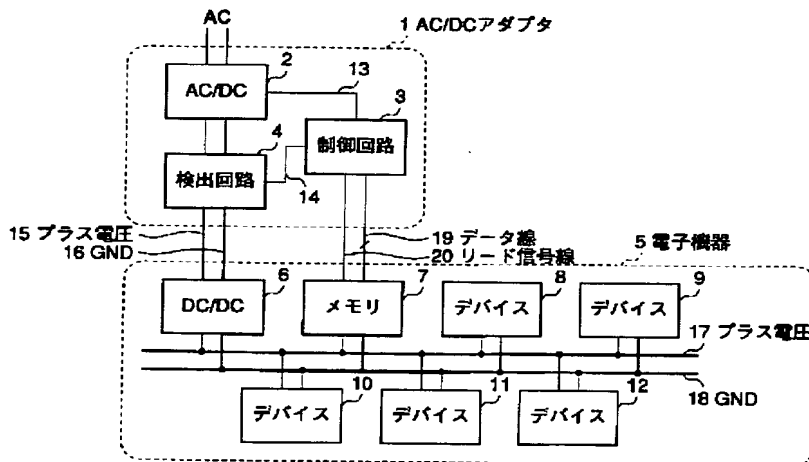 AC
1 AC/DCアダプタ
2
AC/DC
13
3
制御回路
4
検出回路
14
15 プラス電圧
16 GND
19 データ線
20 リード信号線
5 電子機器
6
DC/DC
7
メモリ
8
デバイス
9
デバイス
17 プラス電圧
18 GND
10
デバイス
11
デバイス
12
デバイス